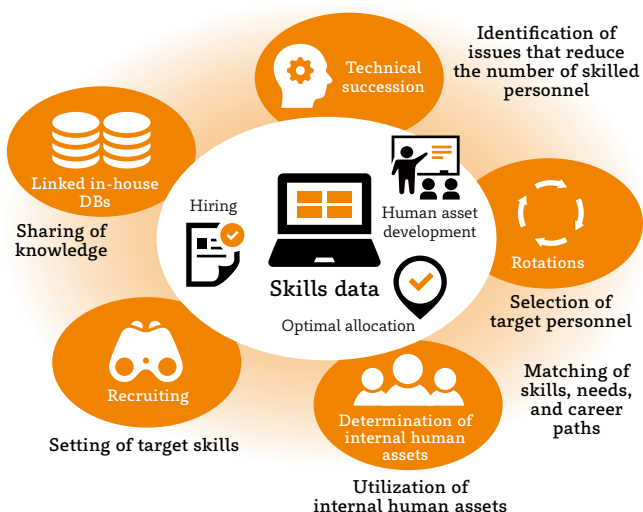 Technical
succession
Identification of
issues that reduce
the number of skilled
personnel
Linked in-house
DBs
Sharing of
knowledge
Hiring
Human asset
development
Skills data
Optimal allocation
Rotations
Selection of
target personnel
Recruiting
Setting of target skills
Determination of
internal human
assets
Utilization of
internal human assets
Matching of
skills, needs,
and career
paths